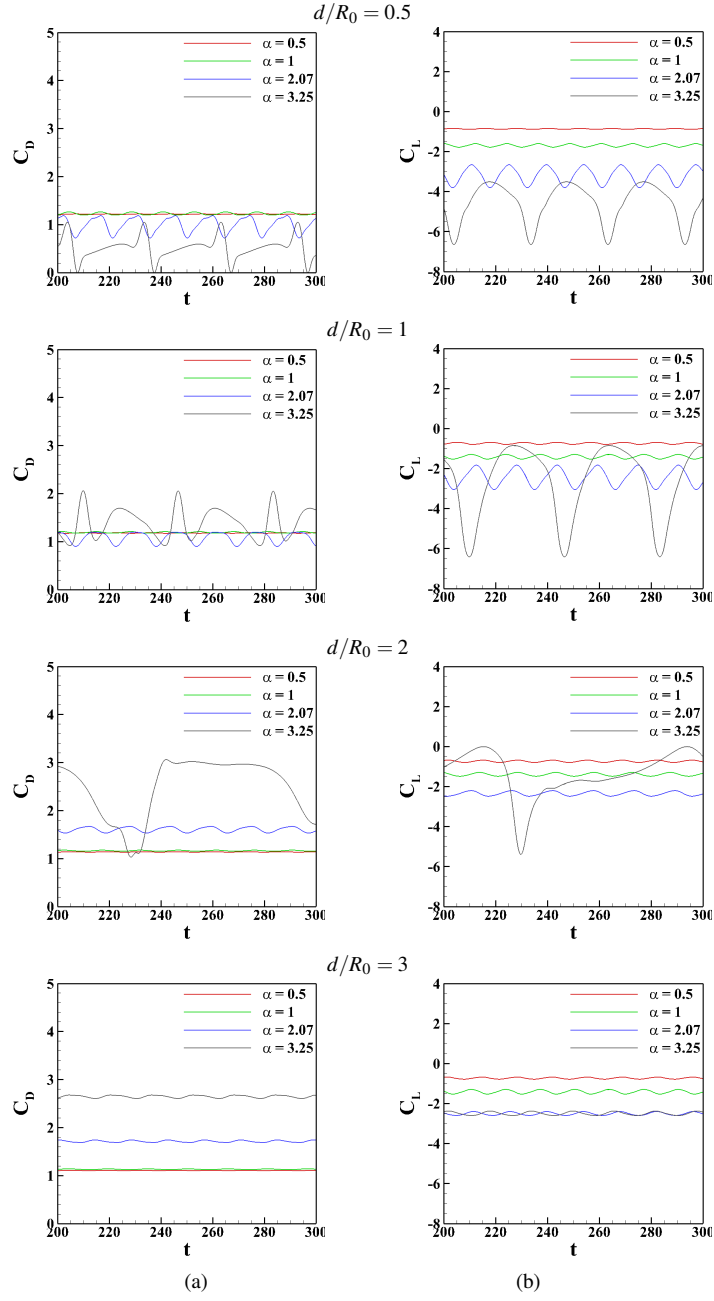 d/R₀ = 0.5
5
4
3
2
1
0
C_D
200 220 240 260 280 300
t
α = 0.5
α = 1
α = 2.07
α = 3.25
4
2
0
-2
-4
-6
-8
C_L
200 220 240 260 280 300
t
α = 0.5
α = 1
α = 2.07
α = 3.25
d/R₀ = 1
5
4
3
2
1
0
C_D
200 220 240 260 280 300
t
α = 0.5
α = 1
α = 2.07
α = 3.25
4
2
0
-2
-4
-6
-8
C_L
200 220 240 260 280 300
t
α = 0.5
α = 1
α = 2.07
α = 3.25
d/R₀ = 2
5
4
3
2
1
0
C_D
200 220 240 260 280 300
t
α = 0.5
α = 1
α = 2.07
α = 3.25
4
2
0
-2
-4
-6
-8
C_L
200 220 240 260 280 300
t
α = 0.5
α = 1
α = 2.07
α = 3.25
d/R₀ = 3
5
4
3
2
1
0
C_D
200 220 240 260 280 300
t
α = 0.5
α = 1
α = 2.07
α = 3.25
4
2
0
-2
-4
-6
-8
C_L
200 220 240 260 280 300
t
α = 0.5
α = 1
α = 2.07
α = 3.25
(a)
(b)